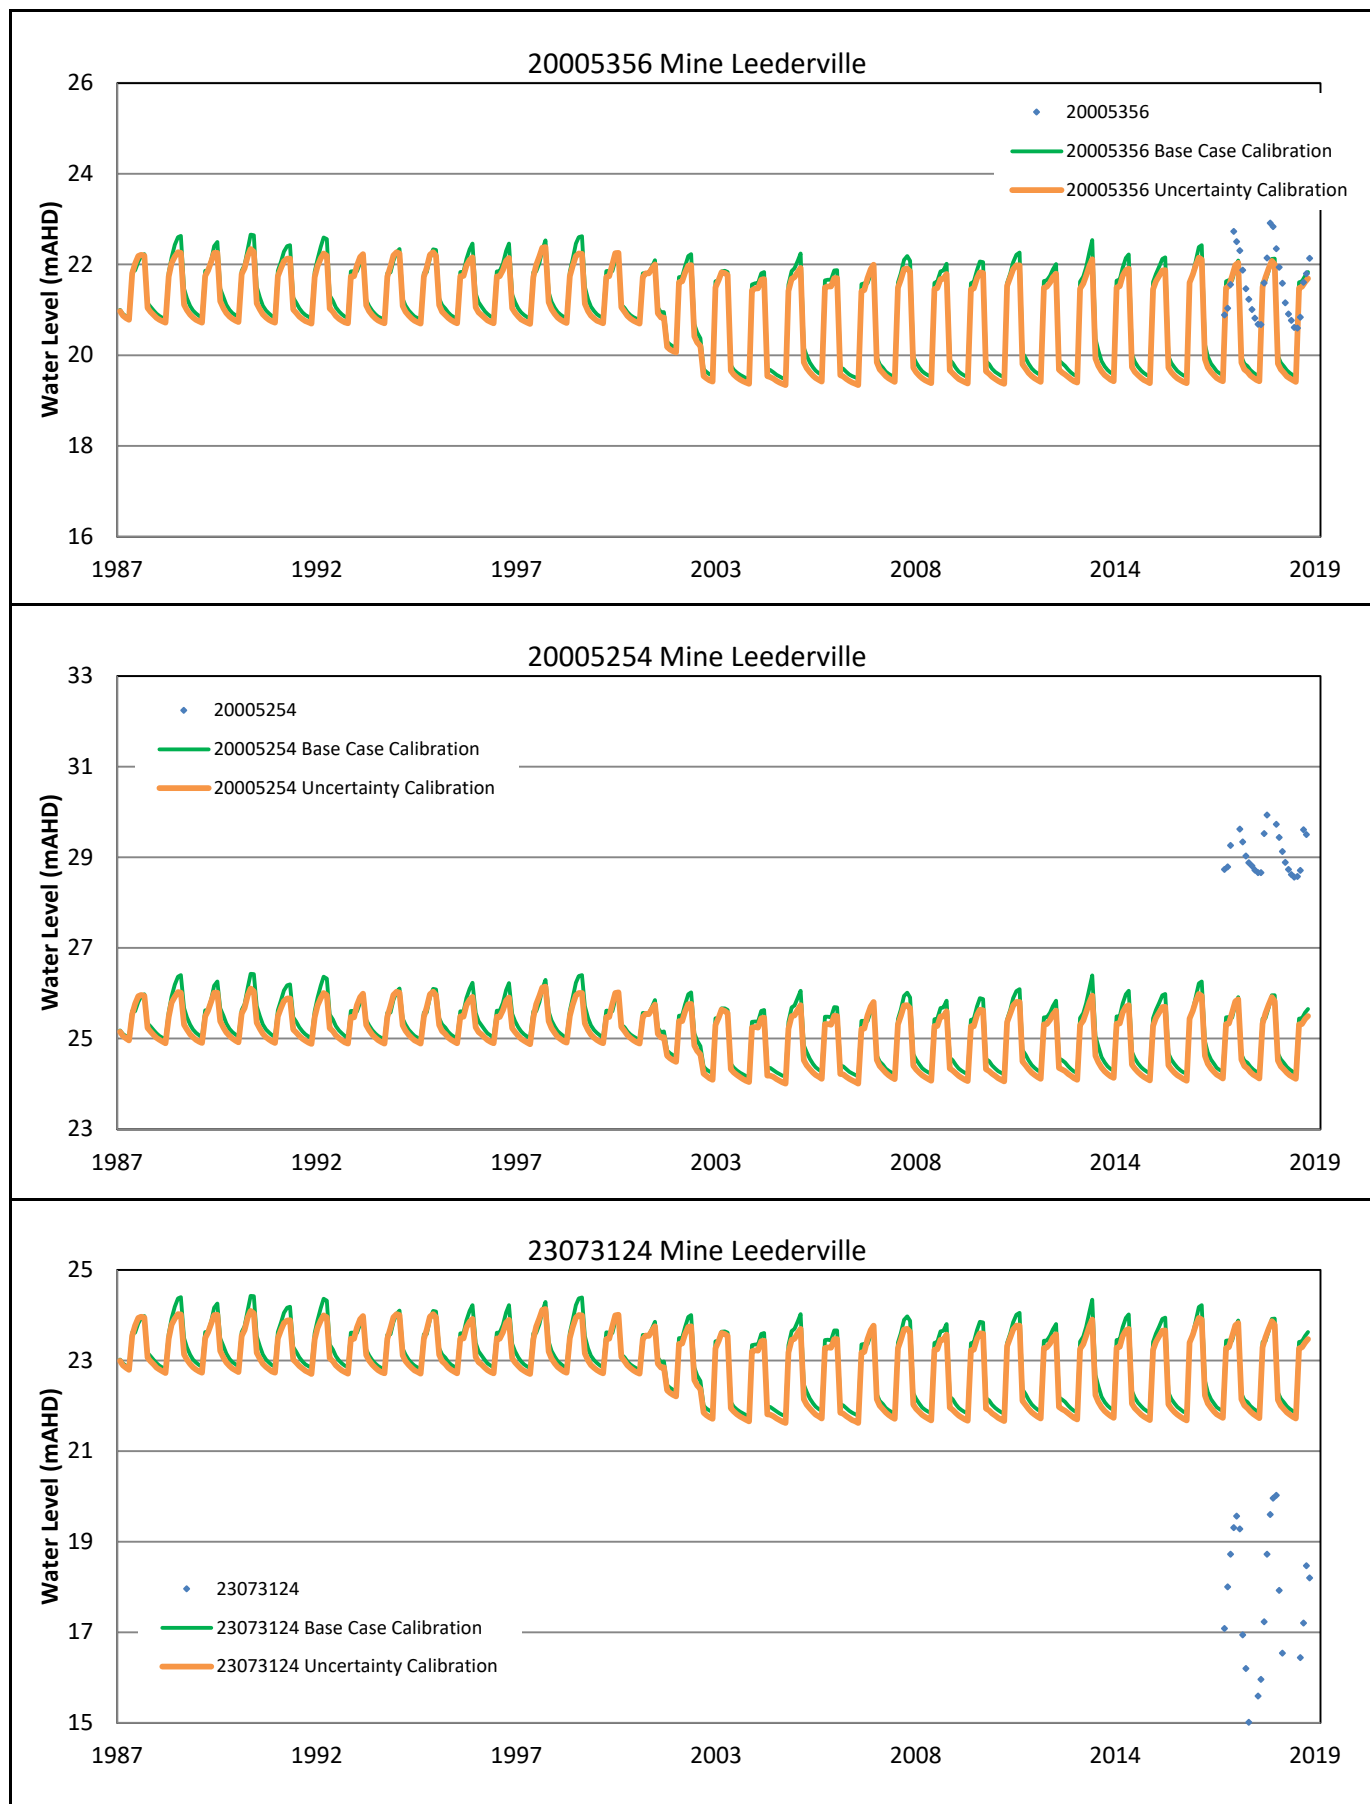 20005356 Mine Leederville
26
24
22
20
18
16
Water Level (mAHD)
20005356
20005356 Base Case Calibration
20005356 Uncertainty Calibration
1987 1992 1997 2003 2008 2014 2019
20005254 Mine Leederville
33
31
29
27
25
23
Water Level (mAHD)
20005254
20005254 Base Case Calibration
20005254 Uncertainty Calibration
1987 1992 1997 2003 2008 2014 2019
23073124 Mine Leederville
25
23
21
19
17
15
Water Level (mAHD)
23073124
23073124 Base Case Calibration
23073124 Uncertainty Calibration
1987 1992 1997 2003 2008 2014 2019